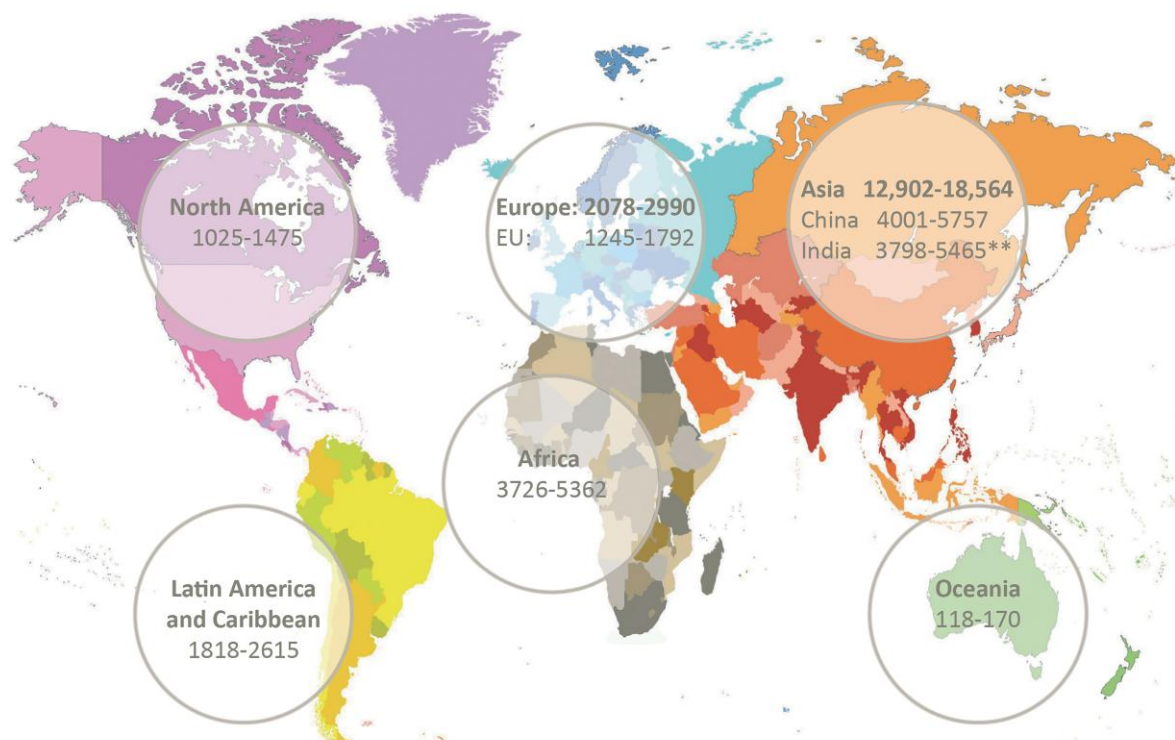 North America
1025-1475
Europe: 2078-2990
EU: 1245-1792
Asia 12,902-18,564
China 4001-5757
India 3798-5465**
Africa
3726-5362
Latin America
and Caribbean
1818-2615
Oceania
118-170